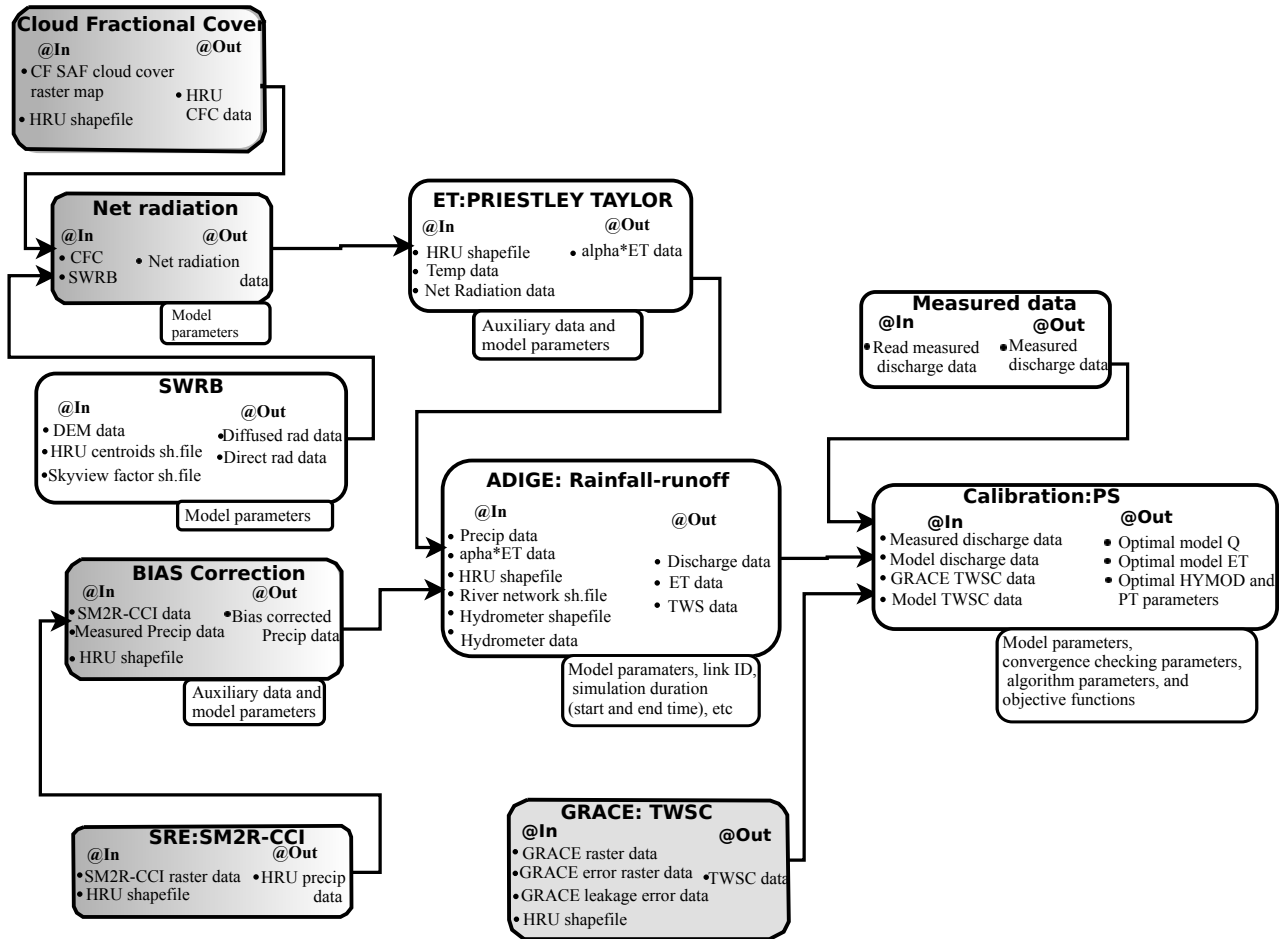 Cloud Fractional Cover
@In
@Out
• CF SAF cloud cover
raster map
• HRU shapefile
• HRU
CFC data
Net radiation
@In
@Out
• CFC
• SWRB
• Net radiation
data
Model
parameters
ET:PRIESTLEY TAYLOR
@In
@Out
• HRU shapefile
• Temp data
• Net Radiation data
• alpha*ET data
Auxiliary data and
model parameters
Measured data
@In
@Out
• Read measured
discharge data
• Measured
discharge data
SWRB
@In
@Out
• DEM data
• HRU centroids sh.file
• Skyview factor sh.file
• Diffused rad data
• Direct rad data
Model parameters
ADIGE: Rainfall-runoff
@In
@Out
• Precip data
• apha*ET data
• HRU shapefile
• River network sh.file
• Hydrometer shapefile
• Hydrometer data
• Discharge data
• ET data
• TWS data
Model paramaters, link ID,
simulation duration
(start and end time), etc
Calibration:PS
@In
@Out
• Measured discharge data
• Model discharge data
• GRACE TWSC data
• Model TWSC data
• Optimal model Q
• Optimal model ET
• Optimal HYMOD and
PT parameters
Model parameters,
convergence checking parameters,
algorithm parameters, and
objective functions
BIAS Correction
@In
@Out
• SM2R-CCI data
• Measured Precip data
• HRU shapefile
• Bias corrected
Precip data
Auxiliary data and
model parameters
SRE:SM2R-CCI
@In
@Out
• SM2R-CCI raster data
• HRU shapefile
• HRU precip
data
GRACE: TWSC
@In
@Out
• GRACE raster data
• GRACE error raster data
• GRACE leakage error data
• HRU shapefile
• TWSC data